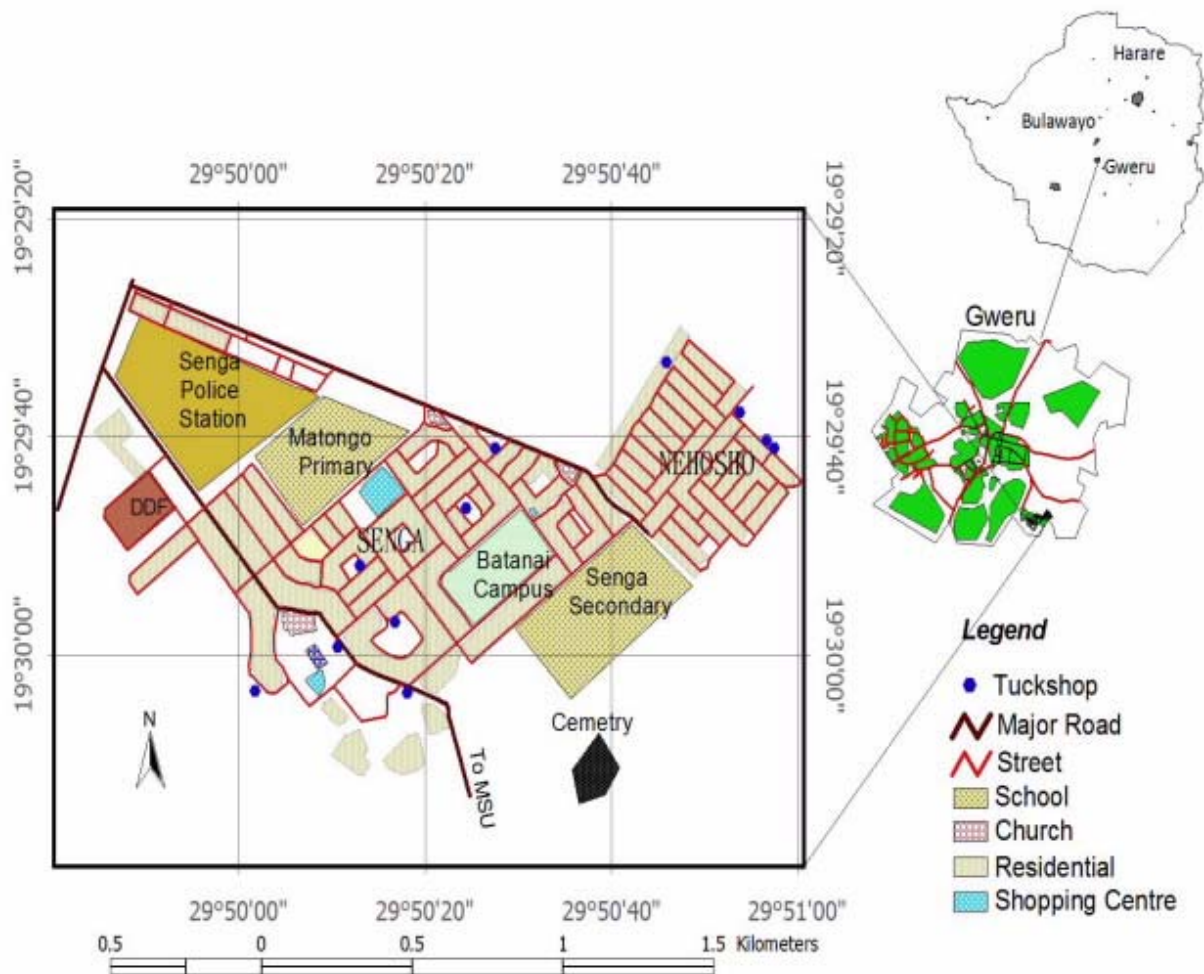 Harare
Bulawayo
Gweru
29°50'00" 29°50'20" 29°50'40"
19°29'20" 19°29'20"
19°29'40" 19°29'40"
19°30'00" 19°30'00"
Gweru
Senga
Police
Station
Matongo
Primary
NEHOSHO
DDF
SENGA
Batanai
Campus
Senga
Secondary
Cemetry
N
To MSU
29°50'00" 29°50'20" 29°50'40" 29°51'00"
0.5 0 0.5 1 1.5 Kilometers
Legend
Tuckshop
Major Road
Street
School
Church
Residential
Shopping Centre